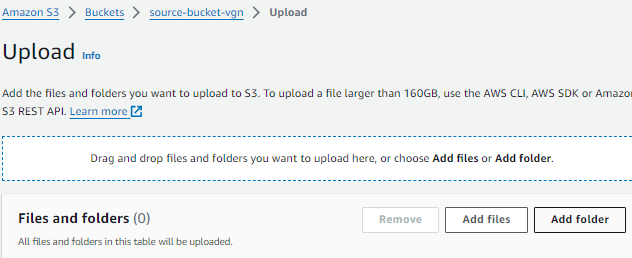 Amazon S3 > Buckets > source-bucket-vgn > Upload
Upload Info
Add the files and folders you want to upload to S3. To upload a file larger than 160GB, use the AWS CLI, AWS SDK or Amazo
S3 REST API. Learn more
Drag and drop files and folders you want to upload here, or choose Add files or Add folder.
Files and folders (0) Remove Add files Add folder
All files and folders in this table will be uploaded.